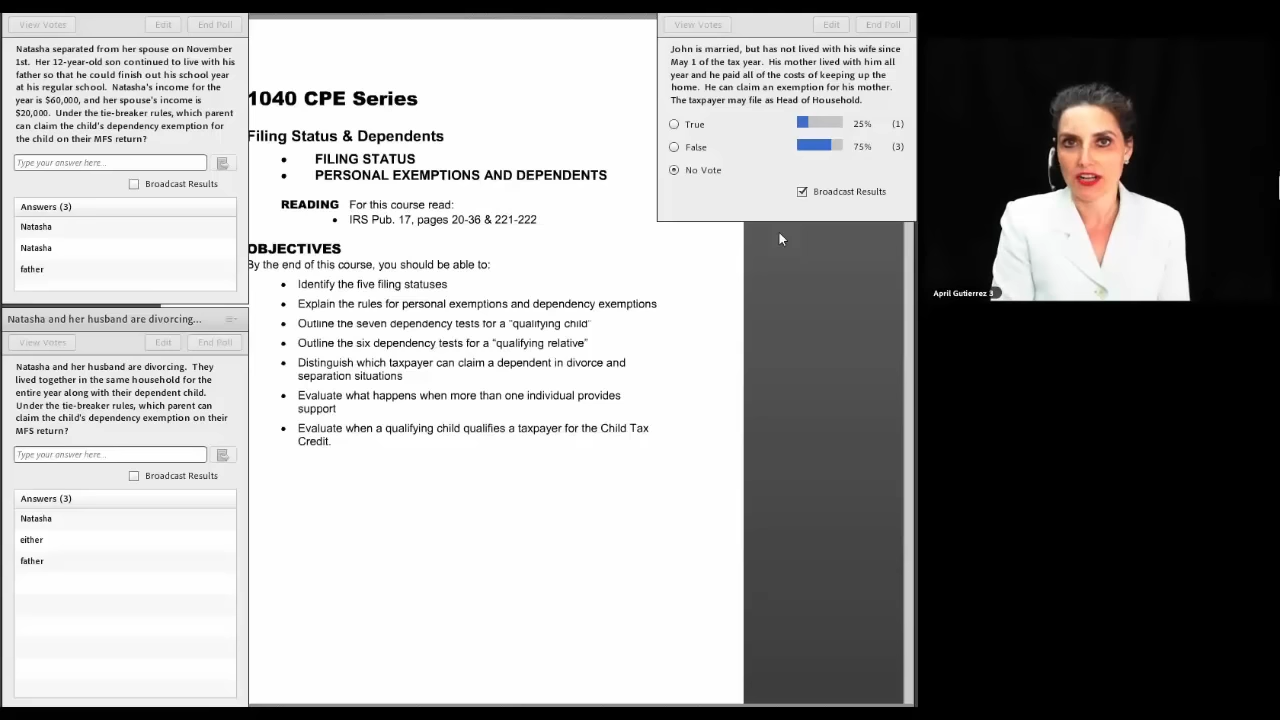 View Votes
Edit
End Poll
Natasha separated from her spouse on November
1st. Her 12-year-old son continued to live with his
father so that he could finish out his school year
at his regular school. Natasha's income for the
year is $60,000, and her spouse's income is
$20,000. Under the tie-breaker rules, which parent
can claim the child's dependency exemption for
the child on their MFS return?
Type your answer here...
Broadcast Results
Answers (3)
Natasha
Natasha
father
Natasha and her husband are divorcing...
View Votes
Edit
End Poll
Natasha and her husband are divorcing. They
lived together in the same household for the
entire year along with their dependent child.
Under the tie-breaker rules, which parent can
claim the child's dependency exemption on their
MFS return?
Type your answer here...
Broadcast Results
Answers (3)
Natasha
either
father
1040 CPE Series
Filing Status & Dependents
• FILING STATUS
• PERSONAL EXEMPTIONS AND DEPENDENTS
READING For this course read:
• IRS Pub. 17, pages 20-36 & 221-222
OBJECTIVES
By the end of this course, you should be able to:
• Identify the five filing statuses
• Explain the rules for personal exemptions and dependency exemptions
• Outline the seven dependency tests for a "qualifying child"
• Outline the six dependency tests for a "qualifying relative"
• Distinguish which taxpayer can claim a dependent in divorce and
separation situations
• Evaluate what happens when more than one individual provides
support
• Evaluate when a qualifying child qualifies a taxpayer for the Child Tax
Credit.
View Votes
Edit
End Poll
John is married, but has not lived with his wife since
May 1 of the tax year. His mother lived with him all
year and he paid all of the costs of keeping up the
home. He can claim an exemption for his mother.
The taxpayer may file as Head of Household.
True 25% (1)
False 75% (3)
No Vote
Broadcast Results
April Gutierrez 3